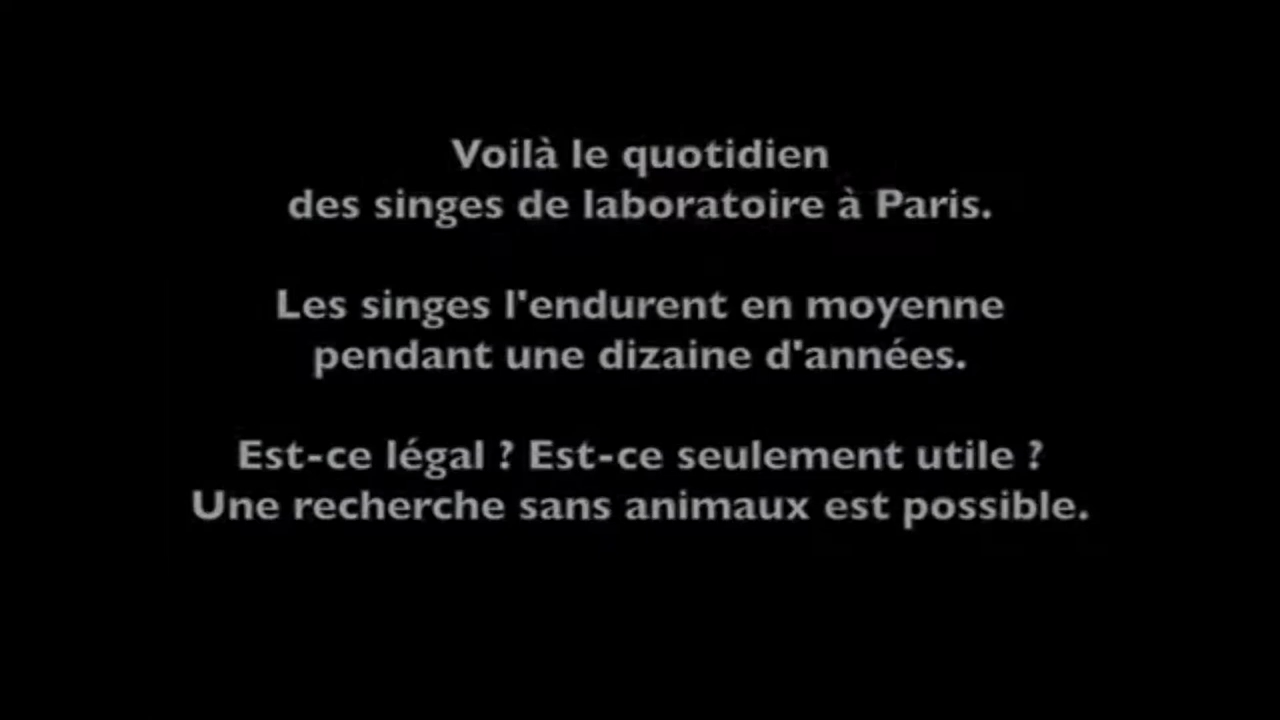 Voilà le quotidien
des singes de laboratoire à Paris.
Les singes l'endurent en moyenne
pendant une dizaine d'années.
Est-ce légal ? Est-ce seulement utile ?
Une recherche sans animaux est possible.